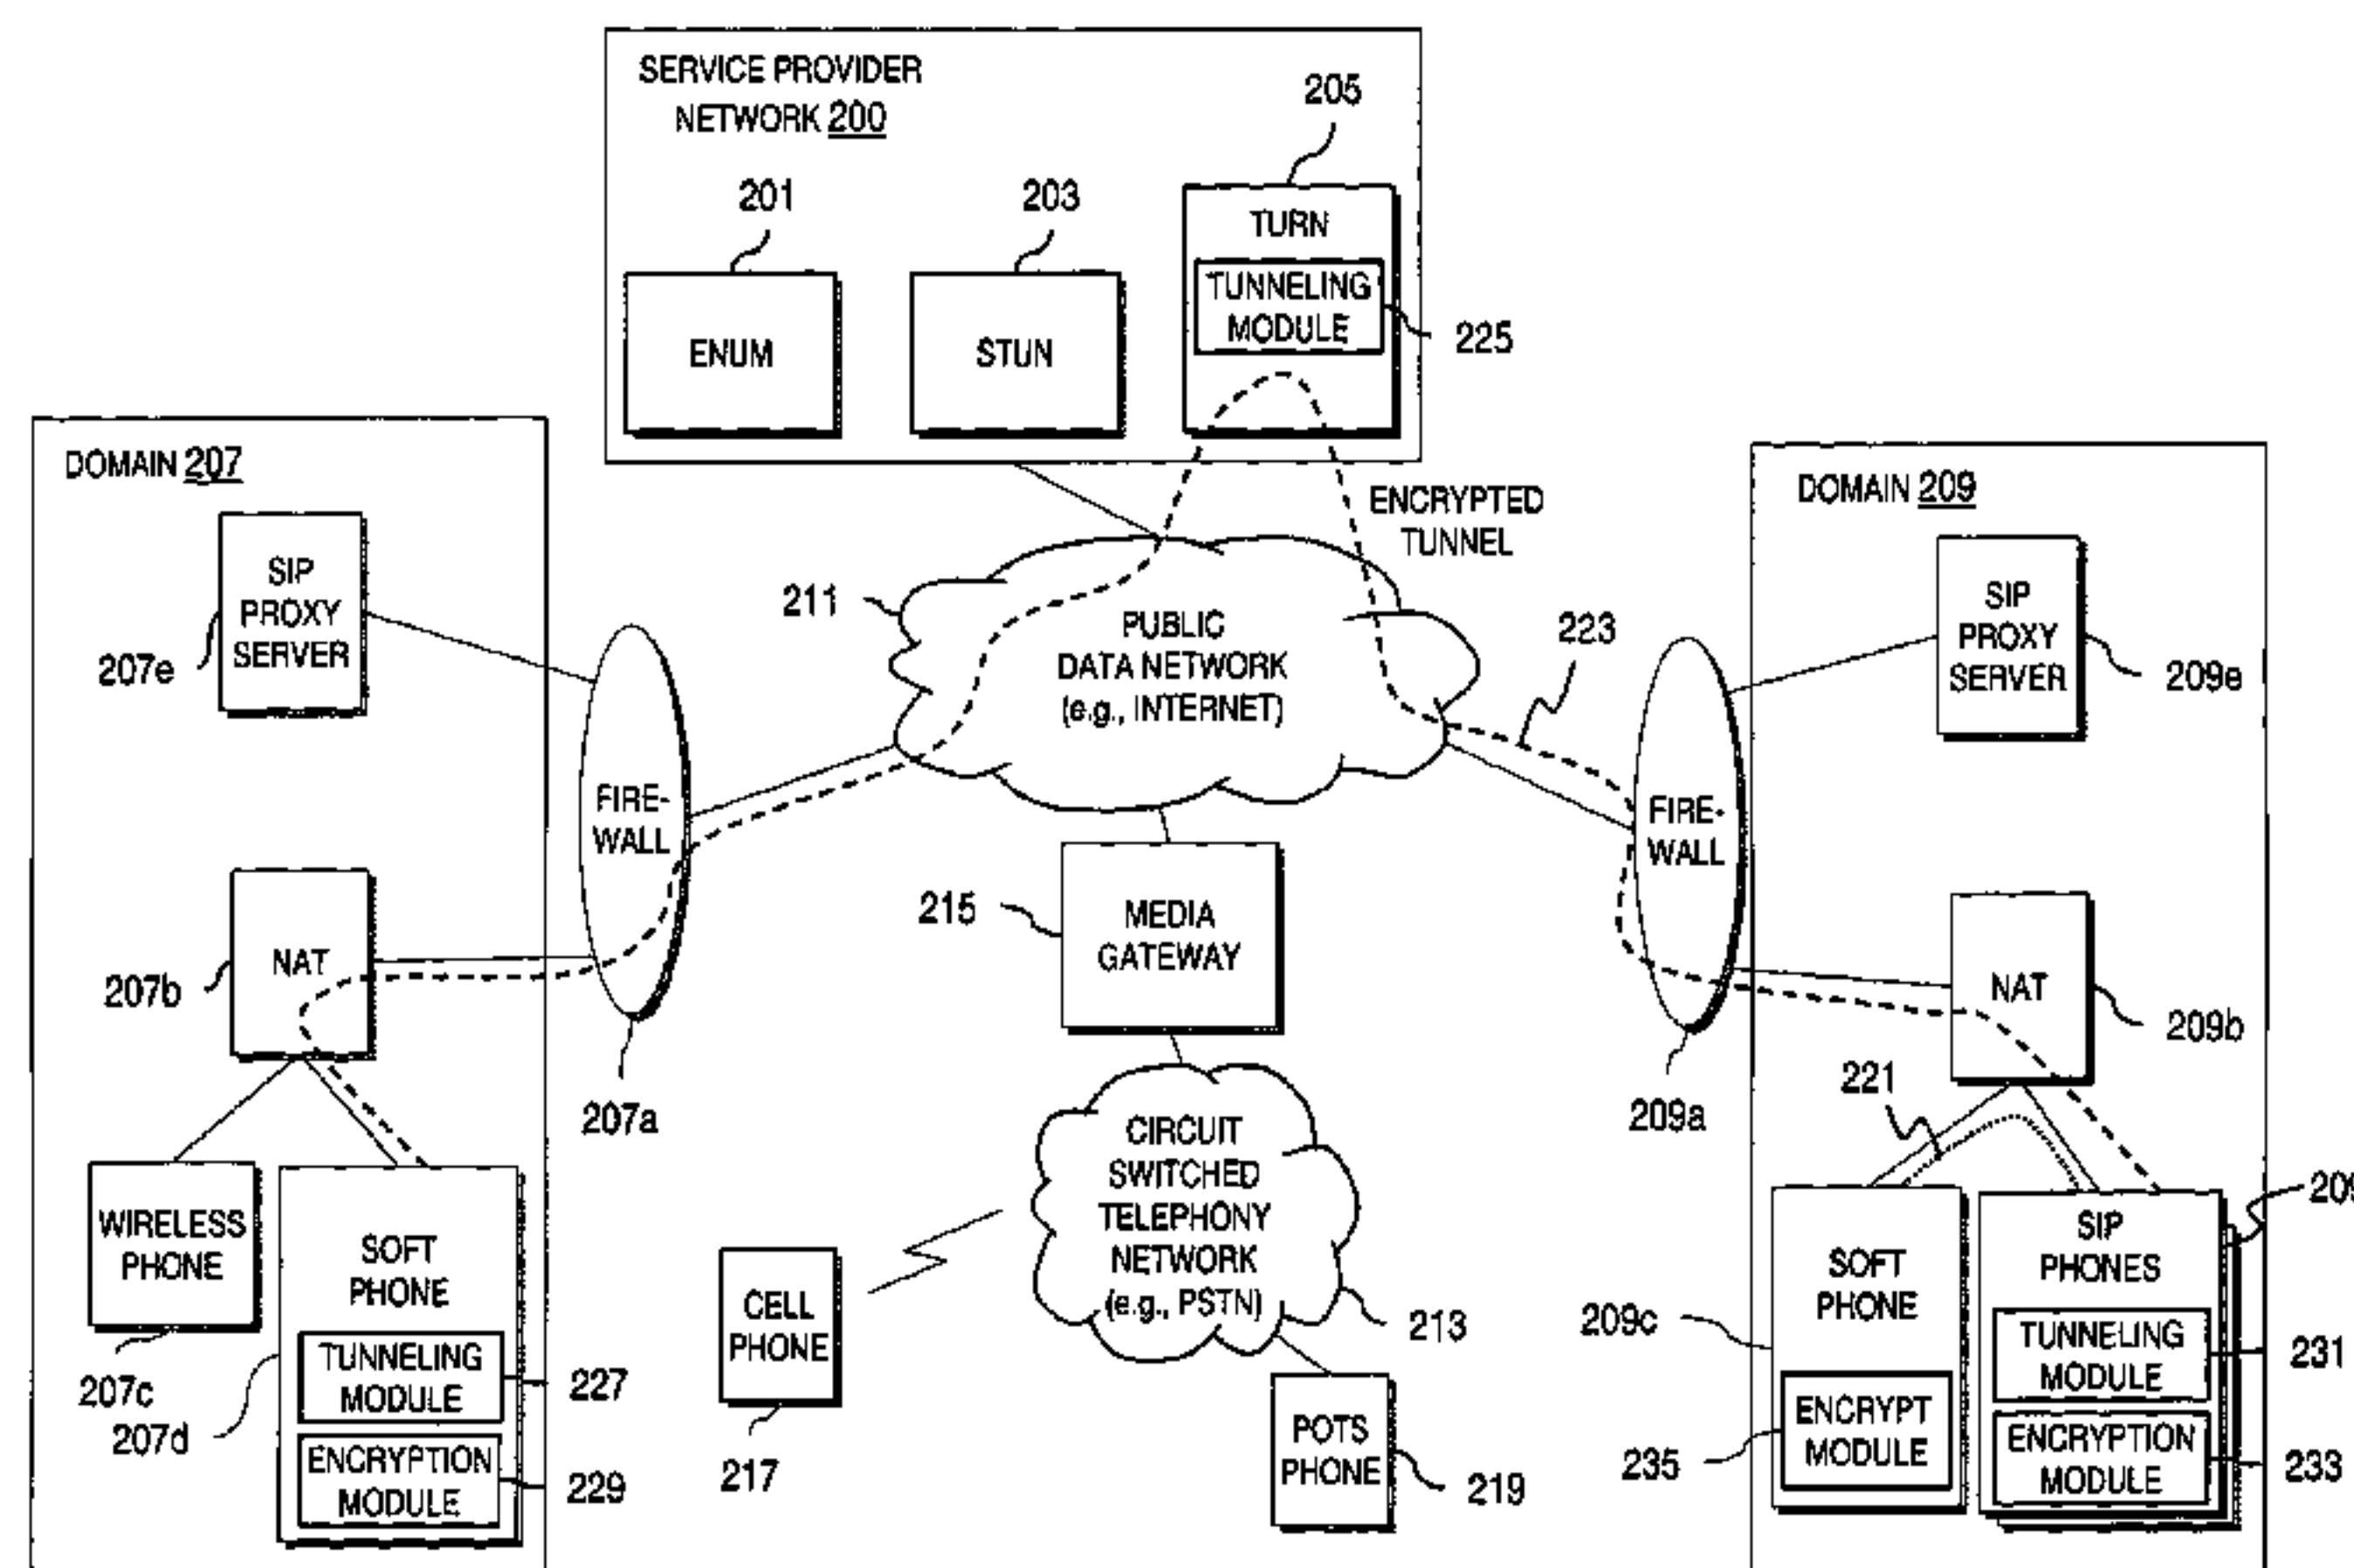 SERVICE PROVIDER
NETWORK 200
205
201
203
TURN
TUNNELING
MODULE
225
ENUM
STUN
DOMAIN 207
ENCRYPTED
TUNNEL
DOMAIN 209
SIP
PROXY
SERVER
207e
211
PUBLIC
DATA NETWORK
(e.g., INTERNET)
223
SIP
PROXY
SERVER
209e
FIRE-
WALL
FIRE-
WALL
NAT
207b
215
MEDIA
GATEWAY
NAT
209b
207a
209a
221
CIRCUIT
SWITCHED
TELEPHONY
NETWORK
(e.g., PSTN)
213
WIRELESS
PHONE
207c
SOFT
PHONE
207d
TUNNELING
MODULE
227
ENCRYPTION
MODULE
229
CELL
PHONE
217
POTS
PHONE
219
209c
SOFT
PHONE
ENCRYPT
MODULE
235
209
SIP
PHONES
TUNNELING
MODULE
231
ENCRYPTION
MODULE
233